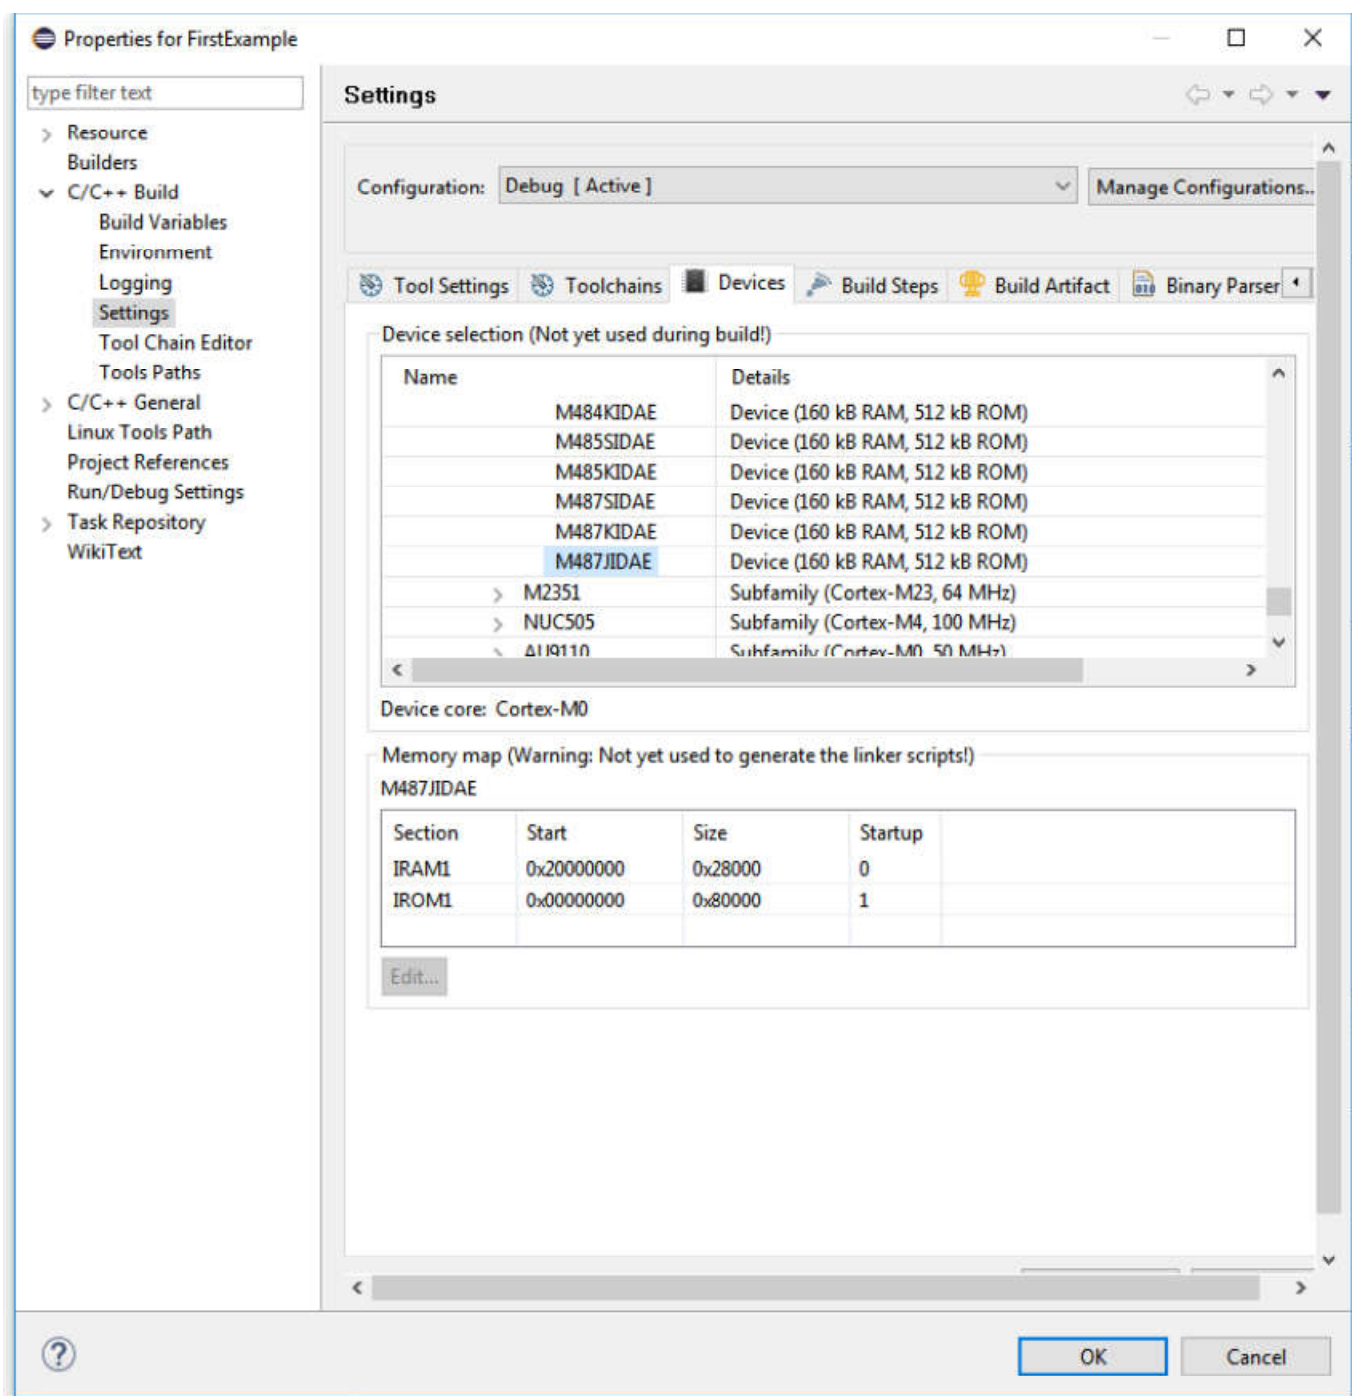 Properties for FirstExample
type filter text
Resource
Builders
C/C++ Build
Build Variables
Environment
Logging
Settings
Tool Chain Editor
Tools Paths
C/C++ General
Linux Tools Path
Project References
Run/Debug Settings
Task Repository
WikiText
Settings
Configuration: Debug [ Active ] Manage Configurations..
Tool Settings Toolchains Devices Build Steps Build Artifact Binary Parser
Device selection (Not yet used during build!)
Name Details
M484KIDAE Device (160 kB RAM, 512 kB ROM)
M485SIDAE Device (160 kB RAM, 512 kB ROM)
M485KIDAE Device (160 kB RAM, 512 kB ROM)
M487SIDAE Device (160 kB RAM, 512 kB ROM)
M487KIDAE Device (160 kB RAM, 512 kB ROM)
M487JIDAE Device (160 kB RAM, 512 kB ROM)
M2351 Subfamily (Cortex-M23, 64 MHz)
NUC505 Subfamily (Cortex-M4, 100 MHz)
AU9110 Subfamily (Cortex-M0, 50 MHz)
Device core: Cortex-M0
Memory map (Warning: Not yet used to generate the linker scripts!)
M487JIDAE
Section Start Size Startup
IRAM1 0x20000000 0x28000 0
IROM1 0x00000000 0x80000 1
Edit...
OK Cancel